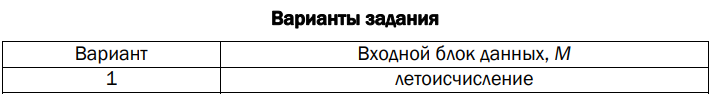 Варианты задания
Вариант Входной блок данных, M
1 летоисчисление